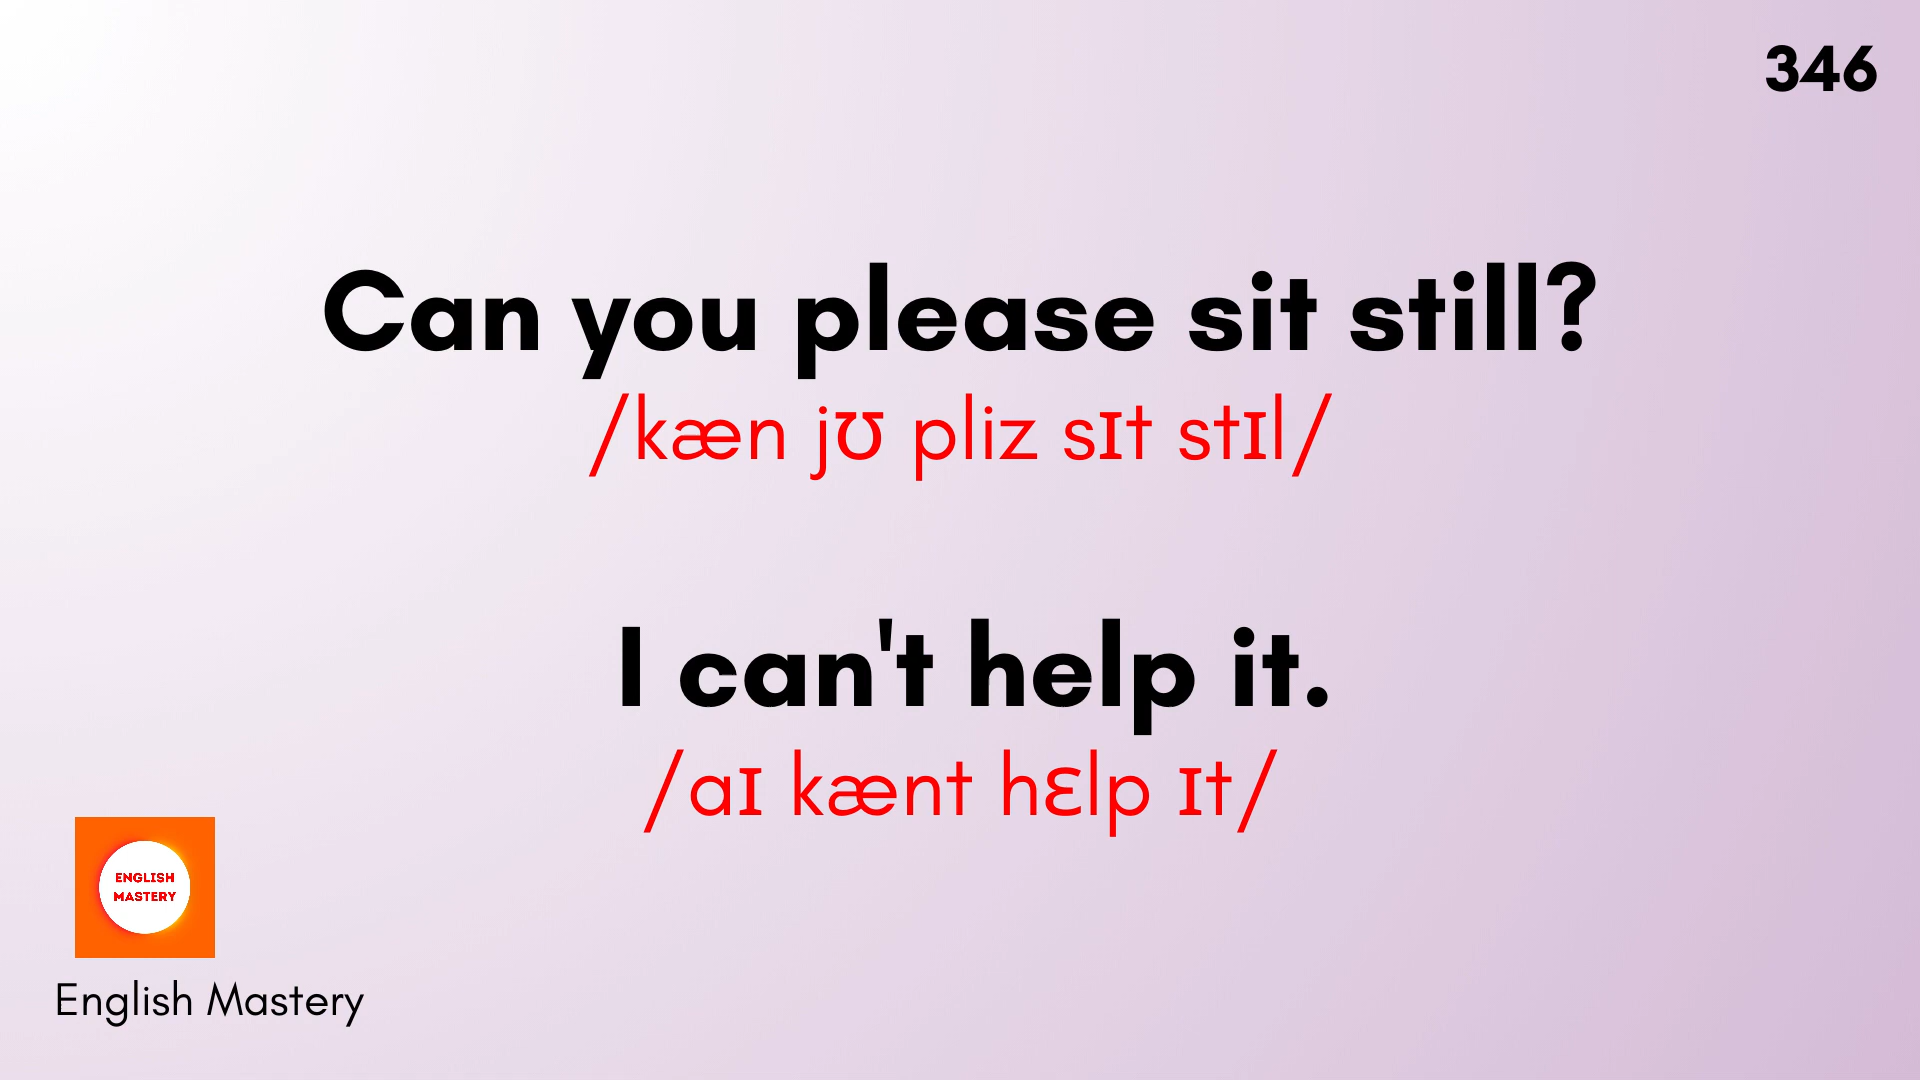 346
Can you please sit still?
/kæn jʊ pliz sɪt stɪl/
I can't help it.
/aɪ kænt hɛlp ɪt/
ENGLISH
MASTERY
English Mastery